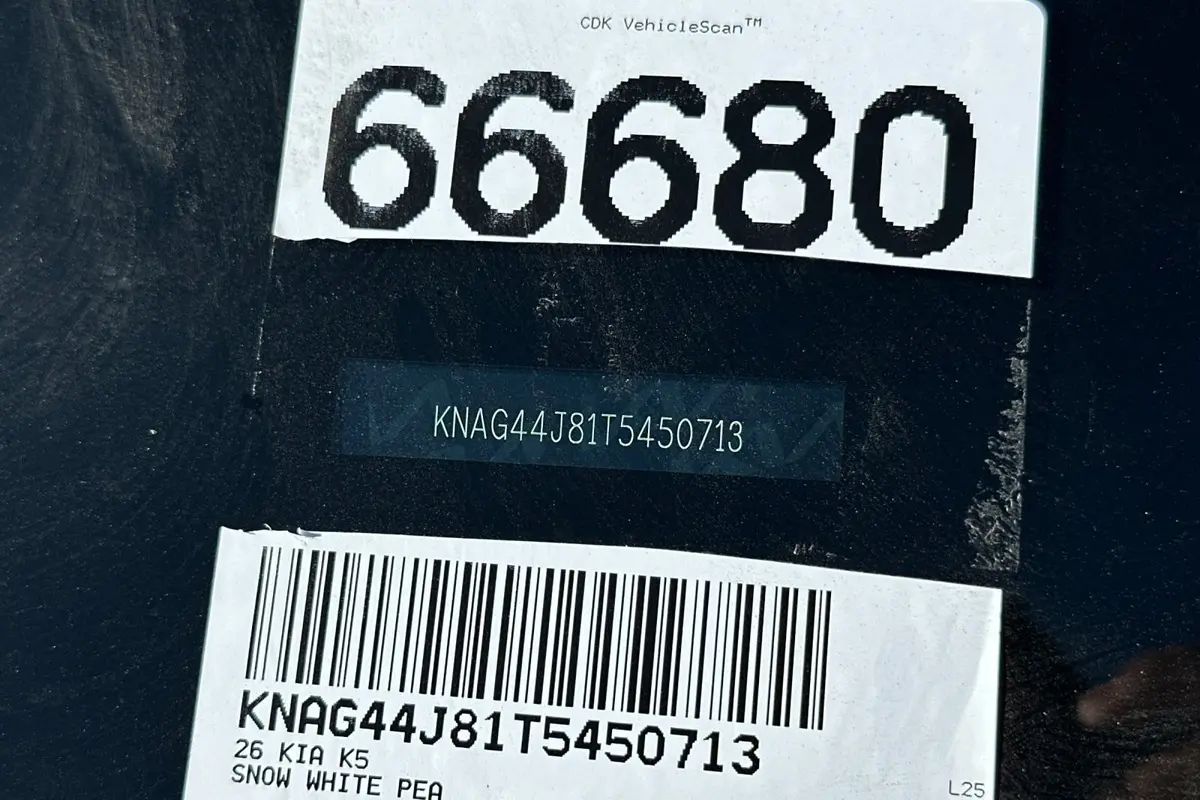 CDK VehicleScan™
66680
KNAG44J81T5450713
KNAG44J81T5450713
26 KIA K5
SNOW WHITE PEA
L25